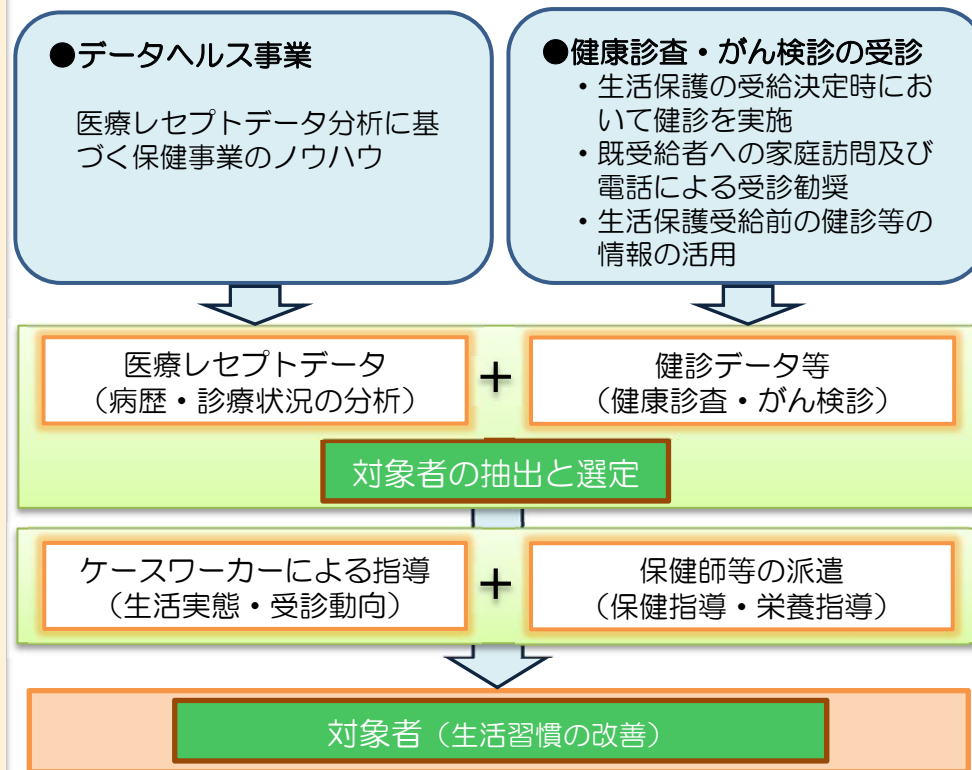 ●データヘルス事業
医療レセプトデータ分析に基
づく保健事業のノウハウ
●健康診査・がん検診の受診
・生活保護の受給決定時にお
いて健診を実施
・既受給者への家庭訪問及び
電話による受診勧奨
・生活保護受給前の健診等の
情報の活用
医療レセプトデータ
（病歴・診療状況の分析）
+
健診データ等
（健康診査・がん検診）
対象者の抽出と選定
ケースワーカーによる指導
（生活実態・受診動向）
+
保健師等の派遣
（保健指導・栄養指導）
対象者（生活習慣の改善）